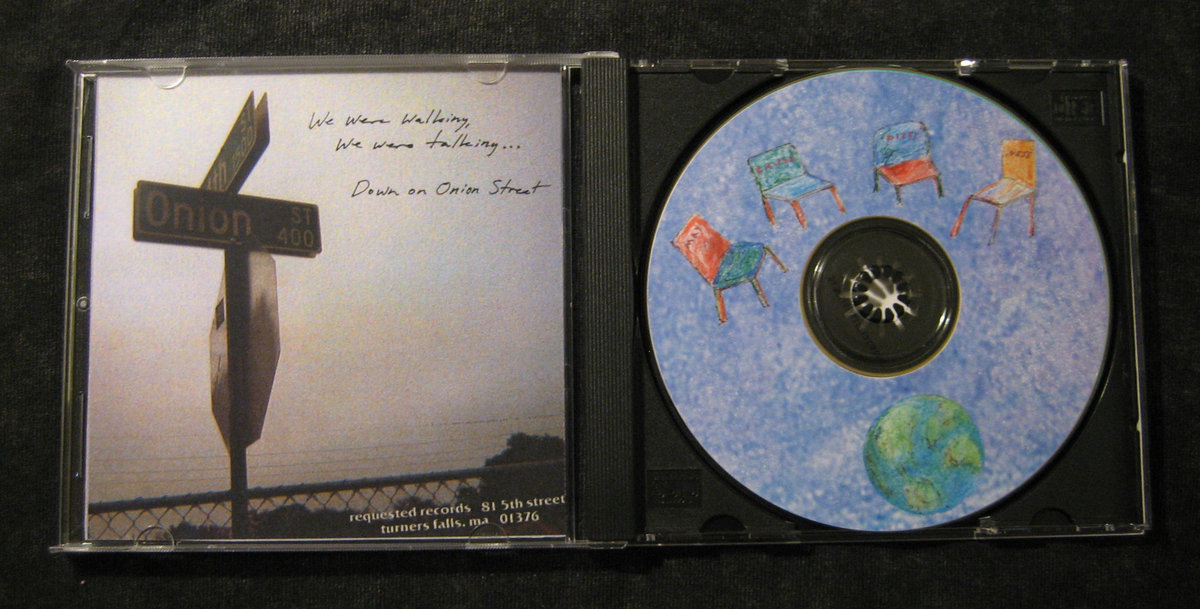 We were walking,
We were talking...
Down on Onion Street
Onion ST
400
requested records 81 5th street
turners falls. ma 01376